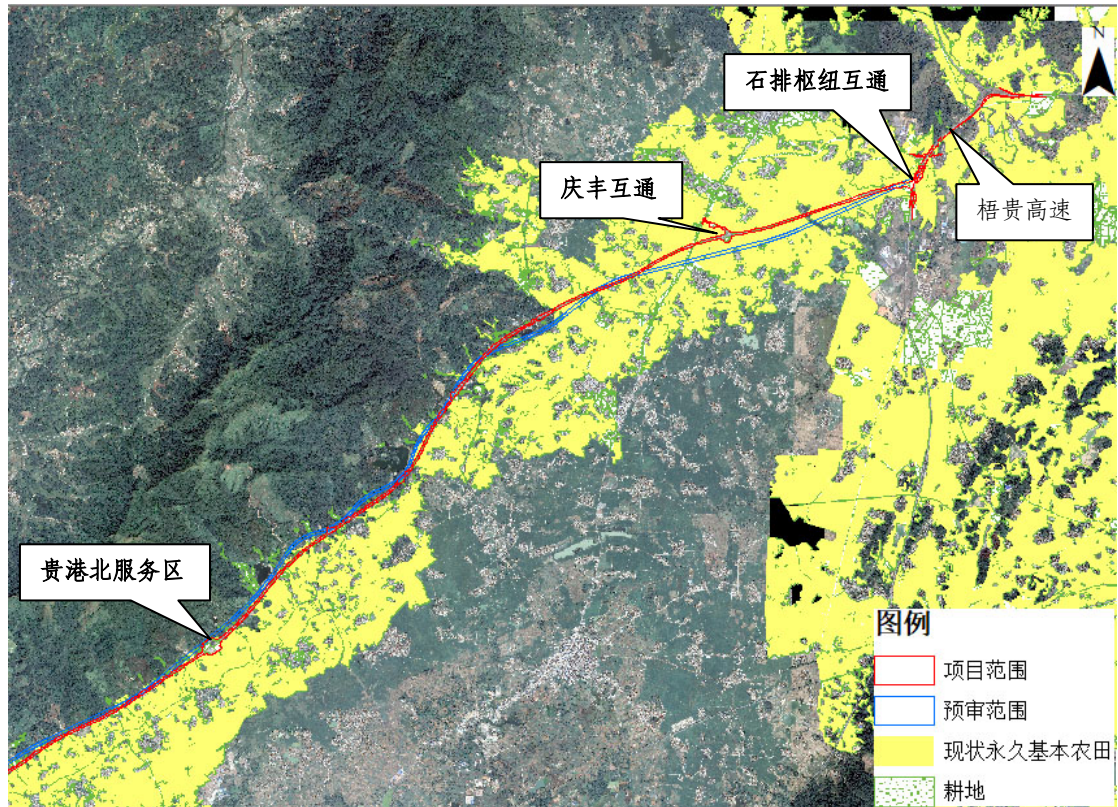 N
石排枢纽互通
庆丰互通
梧贵高速
贵港北服务区
图例
项目范围
预审范围
现状永久基本农田
耕地